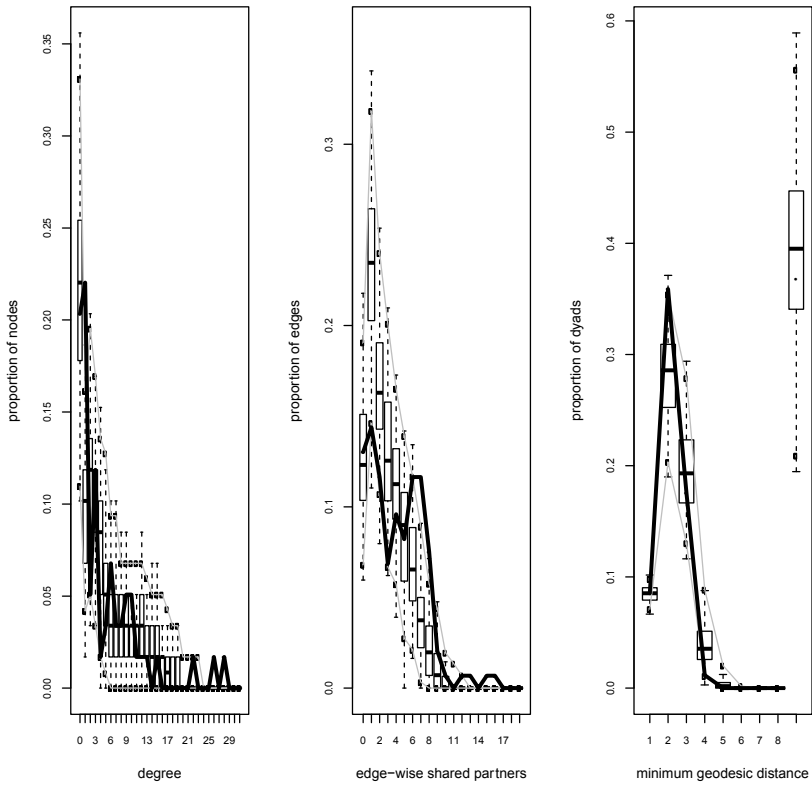 proportion of nodes
0.00 0.05 0.10 0.15 0.20 0.25 0.30 0.35
0 3 6 9 13 17 21 25 29
degree
proportion of edges
0.0 0.1 0.2 0.3
0 2 4 6 8 11 14 17
edge−wise shared partners
proportion of dyads
0.0 0.1 0.2 0.3 0.4 0.5 0.6
1 2 3 4 5 6 7 8
minimum geodesic distance